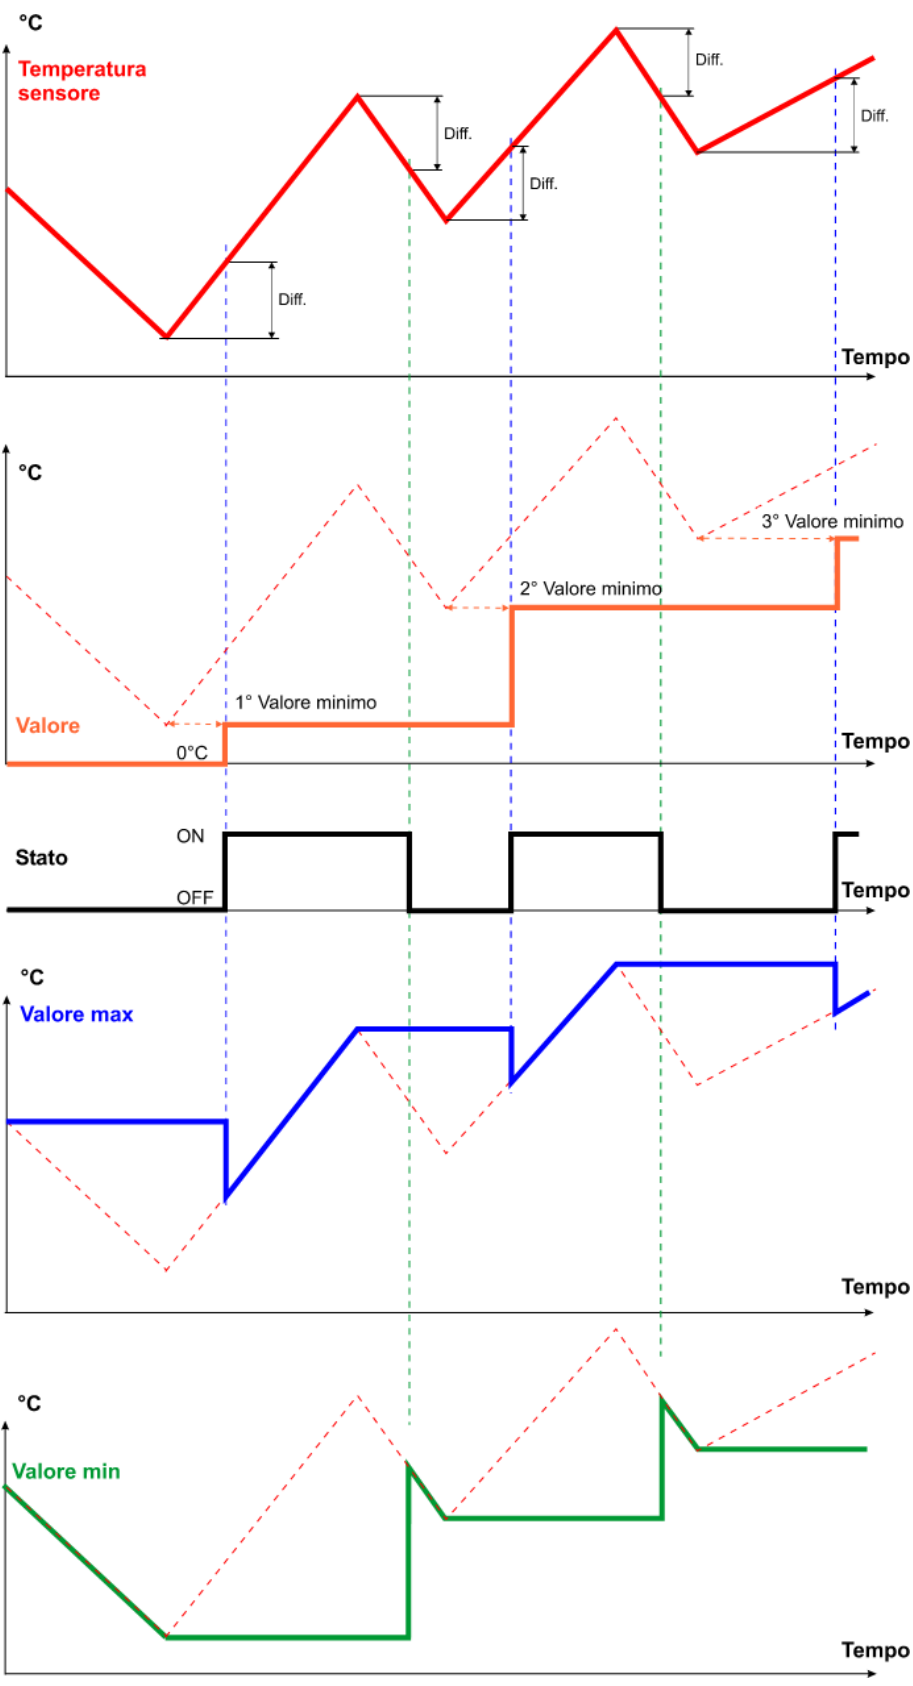 °C
Temperatura
sensore
Diff.
Diff.
Diff.
Diff.
Diff.
Tempo
°C
3° Valore minimo
2° Valore minimo
1° Valore minimo
Valore
0°C
Tempo
ON
Stato
OFF
Tempo
°C
Valore max
Tempo
°C
Valore min
Tempo